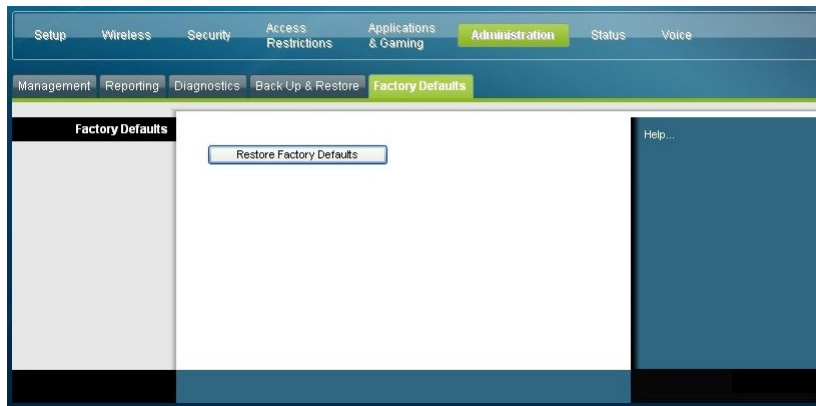 Setup Wireless Security Access Restrictions Applications & Gaming Administration Status Voice
Management Reporting Diagnostics Back Up & Restore Factory Defaults
Factory Defaults
Restore Factory Defaults
Help...